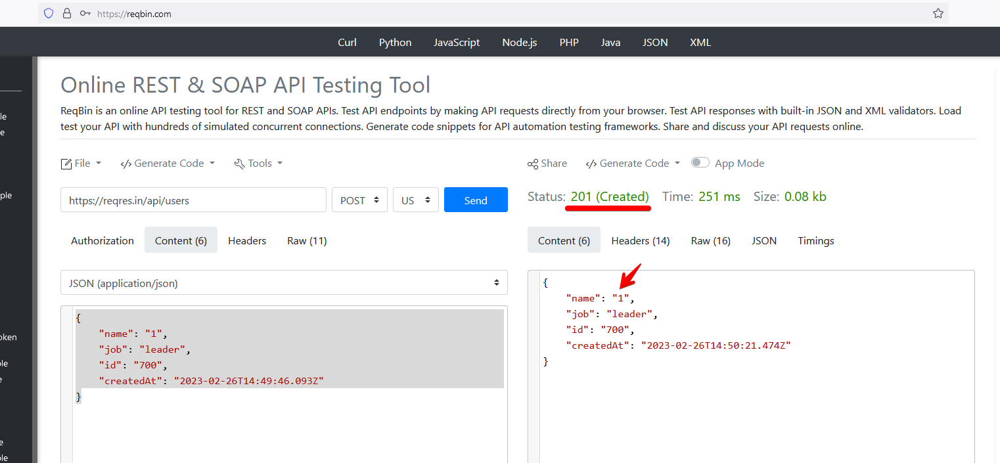 https://reqbin.com
Curl Python JavaScript Node.js PHP Java JSON XML
Online REST & SOAP API Testing Tool
ReqBin is an online API testing tool for REST and SOAP APIs. Test API endpoints by making API requests directly from your browser. Test API responses with built-in JSON and XML validators. Load
test your API with hundreds of simulated concurrent connections. Generate code snippets for API automation testing frameworks. Share and discuss your API requests online.
File </> Generate Code Tools
https://reqres.in/api/users POST US Send
Authorization Content (6) Headers Raw (11)
JSON (application/json)
{
"name": "1",
"job": "leader",
"id": "700",
"createdAt": "2023-02-26T14:49:46.093Z"
}
Share </> Generate Code App Mode
Status: 201 (Created) Time: 251 ms Size: 0.08 kb
Content (6) Headers (14) Raw (16) JSON Timings
{
"name": "1",
"job": "leader",
"id": "700",
"createdAt": "2023-02-26T14:50:21.474Z"
}